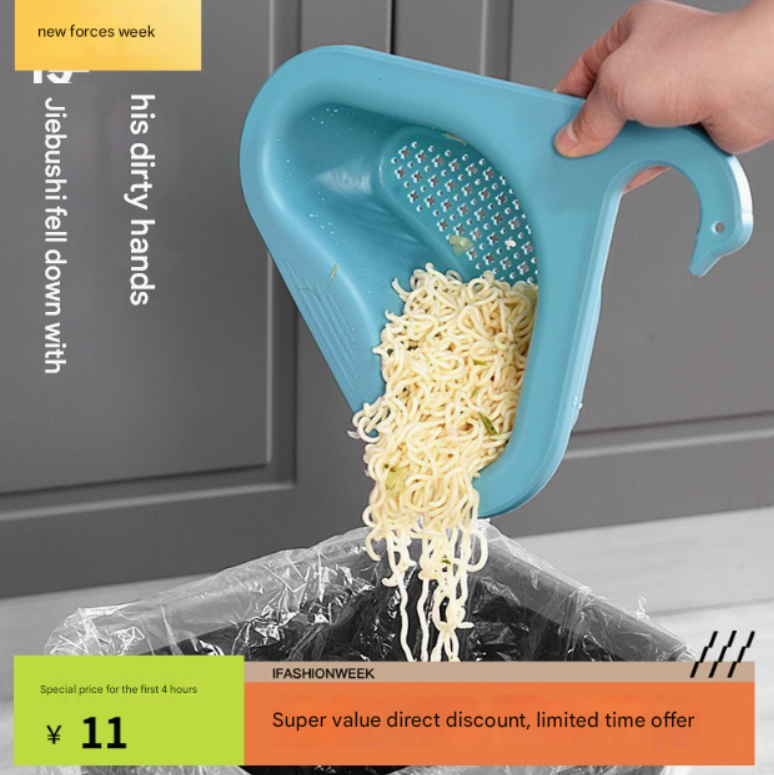 new forces week
his dirty hands
Jiebushi fell down with
Special price for the first 4 hours
¥ 11
IFASHIONWEEK
Super value direct discount, limited time offer